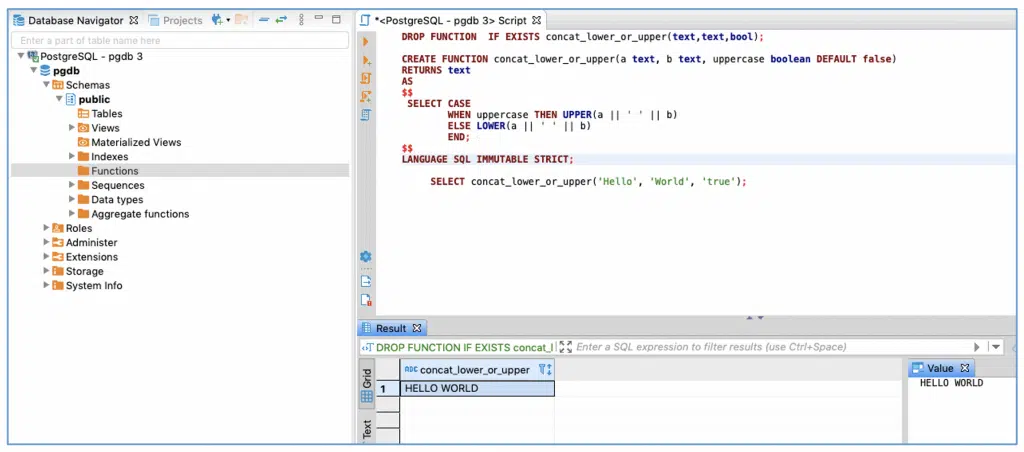 Database Navigator
Projects
Enter a part of table name here
PostgreSQL - pgdb 3
pgdb
Schemas
public
Tables
Views
Materialized Views
Indexes
Functions
Sequences
Data types
Aggregate functions
Roles
Administer
Extensions
Storage
System Info
*<PostgreSQL - pgdb 3> Script
DROP FUNCTION  IF EXISTS concat_lower_or_upper(text,text,bool);
CREATE FUNCTION concat_lower_or_upper(a text, b text, uppercase boolean DEFAULT false)
RETURNS text
AS
$$
SELECT CASE
WHEN uppercase THEN UPPER(a || ' ' || b)
ELSE LOWER(a || ' ' || b)
END;
$$
LANGUAGE SQL IMMUTABLE STRICT;
SELECT concat_lower_or_upper('Hello', 'World', 'true');
Result
DROP FUNCTION IF EXISTS concat_l
Enter a SQL expression to filter results (use Ctrl+Space)
Grid
Text
ABC concat_lower_or_upper
1 HELLO WORLD
Value
HELLO WORLD